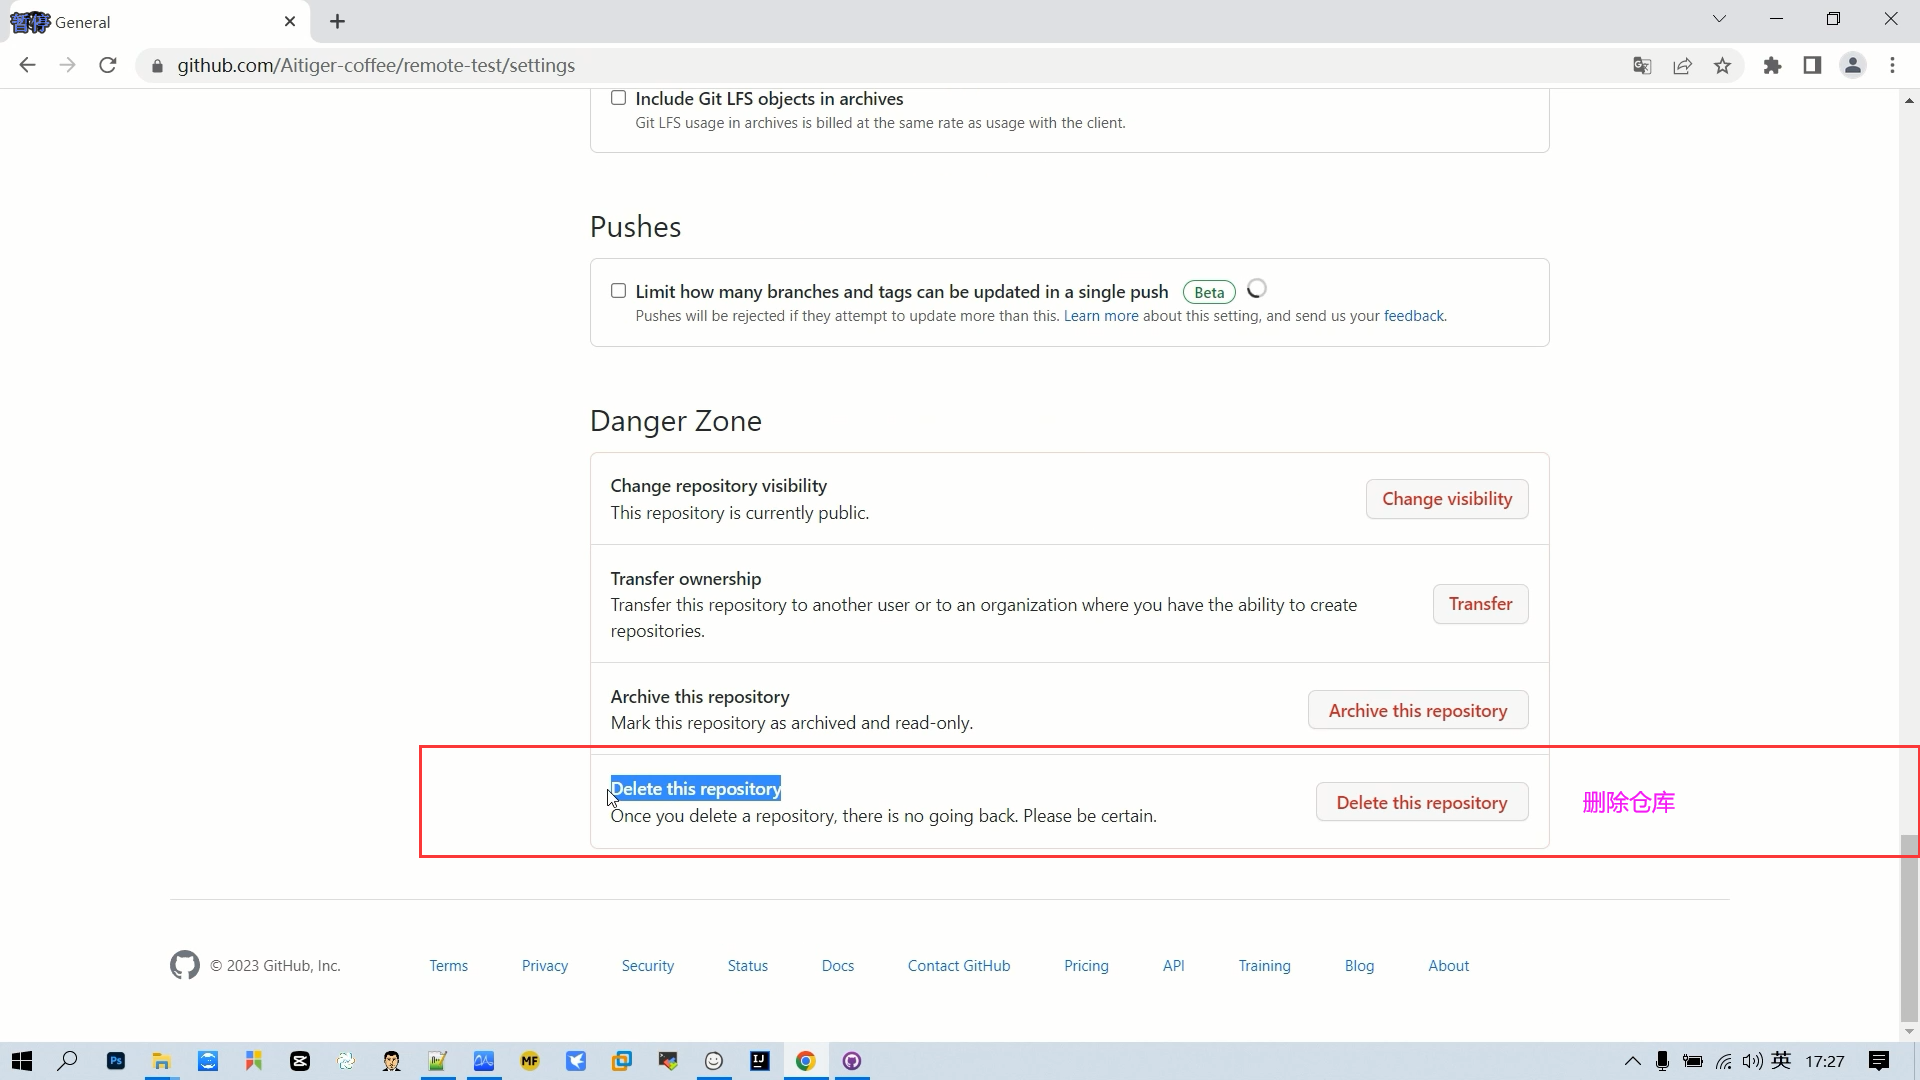 暂停 General
github.com/Aitiger-coffee/remote-test/settings
Include Git LFS objects in archives
Git LFS usage in archives is billed at the same rate as usage with the client.
Pushes
Limit how many branches and tags can be updated in a single push Beta
Pushes will be rejected if they attempt to update more than this. Learn more about this setting, and send us your feedback.
Danger Zone
Change repository visibility
This repository is currently public.
Change visibility
Transfer ownership
Transfer this repository to another user or to an organization where you have the ability to create
repositories.
Transfer
Archive this repository
Mark this repository as archived and read-only.
Archive this repository
Delete this repository
Once you delete a repository, there is no going back. Please be certain.
Delete this repository
删除仓库
© 2023 GitHub, Inc. Terms Privacy Security Status Docs Contact GitHub Pricing API Training Blog About
Ps MF IJ 英 17:27